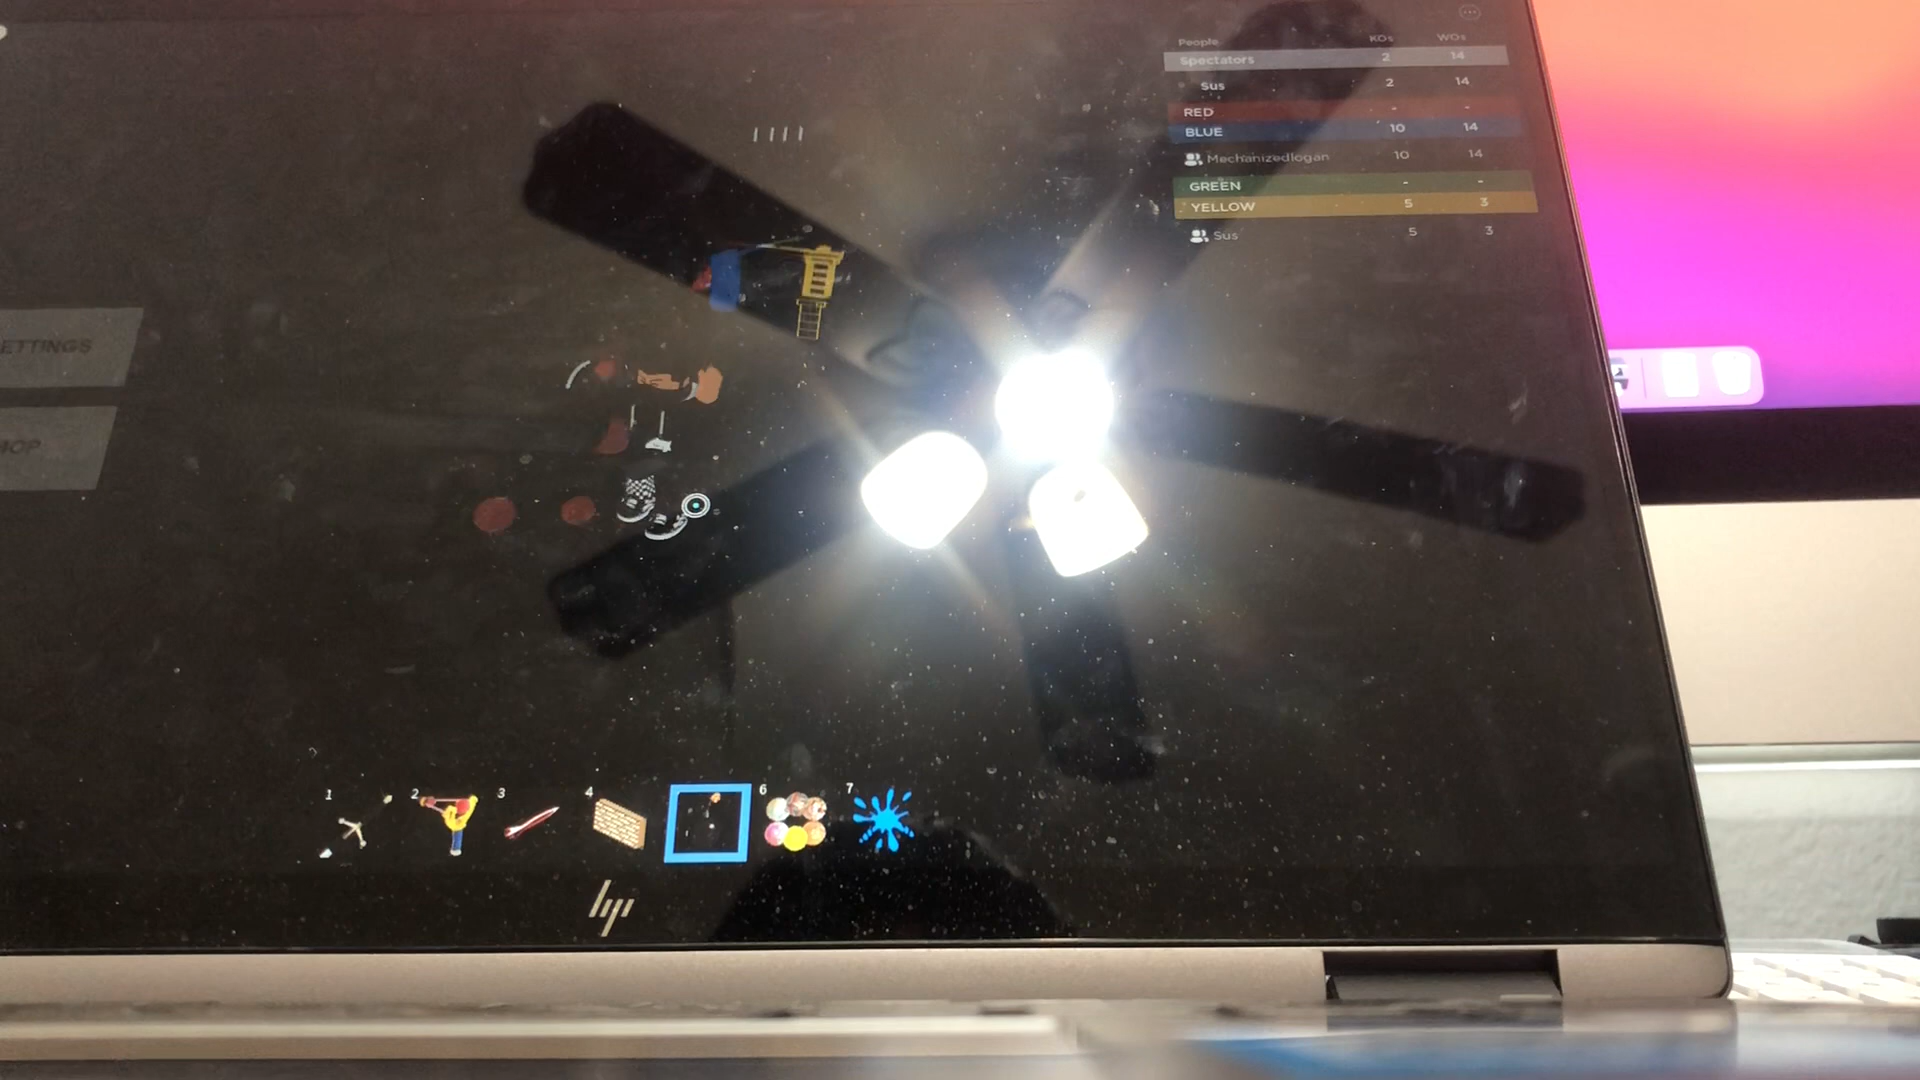 People KOs WOs
Spectators 2 14
Sus 2 14
RED - -
BLUE 10 14
Mechanizedlogan 10 14
GREEN - -
YELLOW 5 3
Sus 5 3
ETTINGS
1 2 3 4 6 7
hp